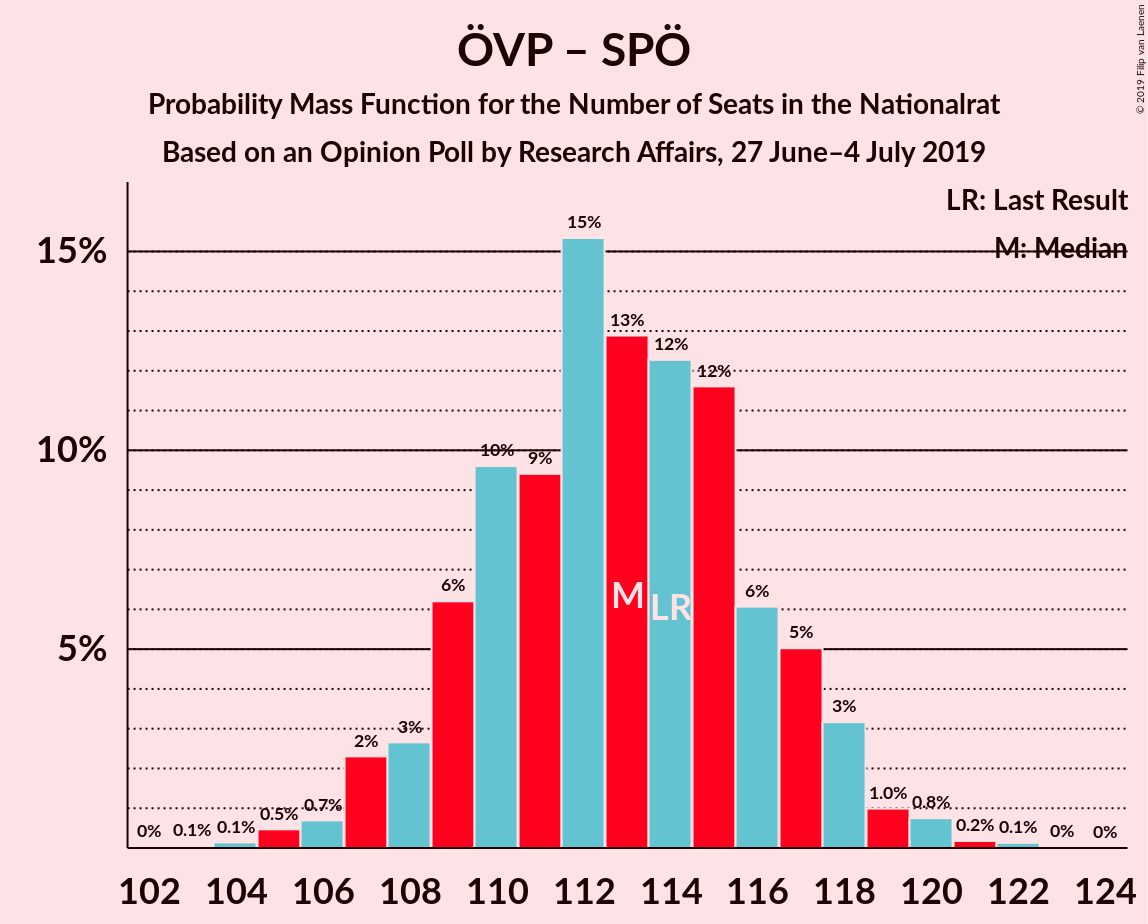 ÖVP – SPÖ
Probability Mass Function for the Number of Seats in the Nationalrat
Based on an Opinion Poll by Research Affairs, 27 June–4 July 2019
© 2019 Filip van Laenen
LR: Last Result
M: Median
15%
10%
5%
0% 0.1% 0.1% 0.5% 0.7% 2% 3% 6% 10% 9% 15% 13% 12% 12% 6% 5% 3% 1.0% 0.8% 0.2% 0.1% 0% 0%
M LR
102 104 106 108 110 112 114 116 118 120 122 124